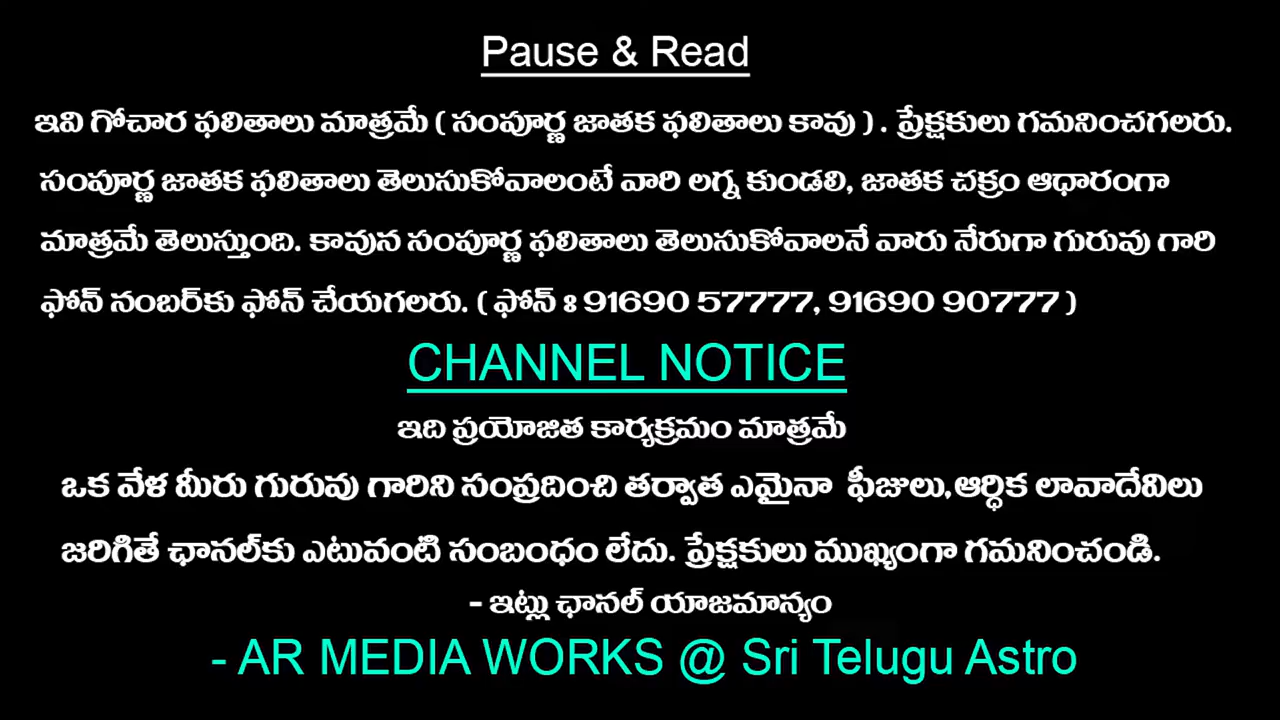 Pause & Read
ఇవి గోచార ఫలితాలు మాత్రమే ( సంపూర్ణ జాతక ఫలితాలు కావు ) . ప్రేక్షకులు గమనించగలరు.
సంపూర్ణ జాతక ఫలితాలు తెలుసుకోవాలంటే వారి లగ్న కుండలి, జాతక చక్రం ఆధారంగా
మాత్రమే తెలుస్తుంది. కావున సంపూర్ణ ఫలితాలు తెలుసుకోవాలనే వారు నేరుగా గురువు గారి
ఫోన్ నంబర్‌కు ఫోన్ చేయగలరు. ( ఫోన్ : 91690 57777, 91690 90777 )
CHANNEL NOTICE
ఇది ప్రయోజిత కార్యక్రమం మాత్రమే
ఒక వేళ మీరు గురువు గారిని సంప్రదించి తర్వాత ఎమైనా ఫీజులు,ఆర్ధిక లావాదేవిలు
జరిగితే ఛానల్‌కు ఎటువంటి సంబంధం లేదు. ప్రేక్షకులు ముఖ్యంగా గమనించండి.
- ఇట్లు ఛానల్ యాజమాన్యం
- AR MEDIA WORKS @ Sri Telugu Astro